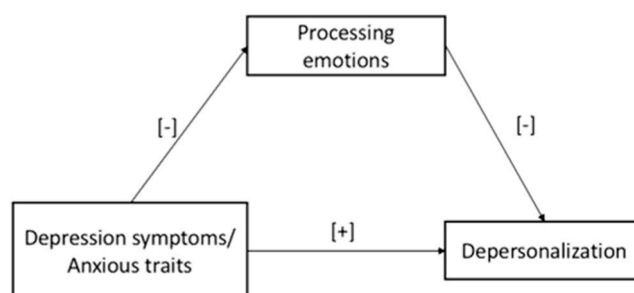 Processing
emotions
[-]
[-]
Depression symptoms/
Anxious traits
[+]
Depersonalization